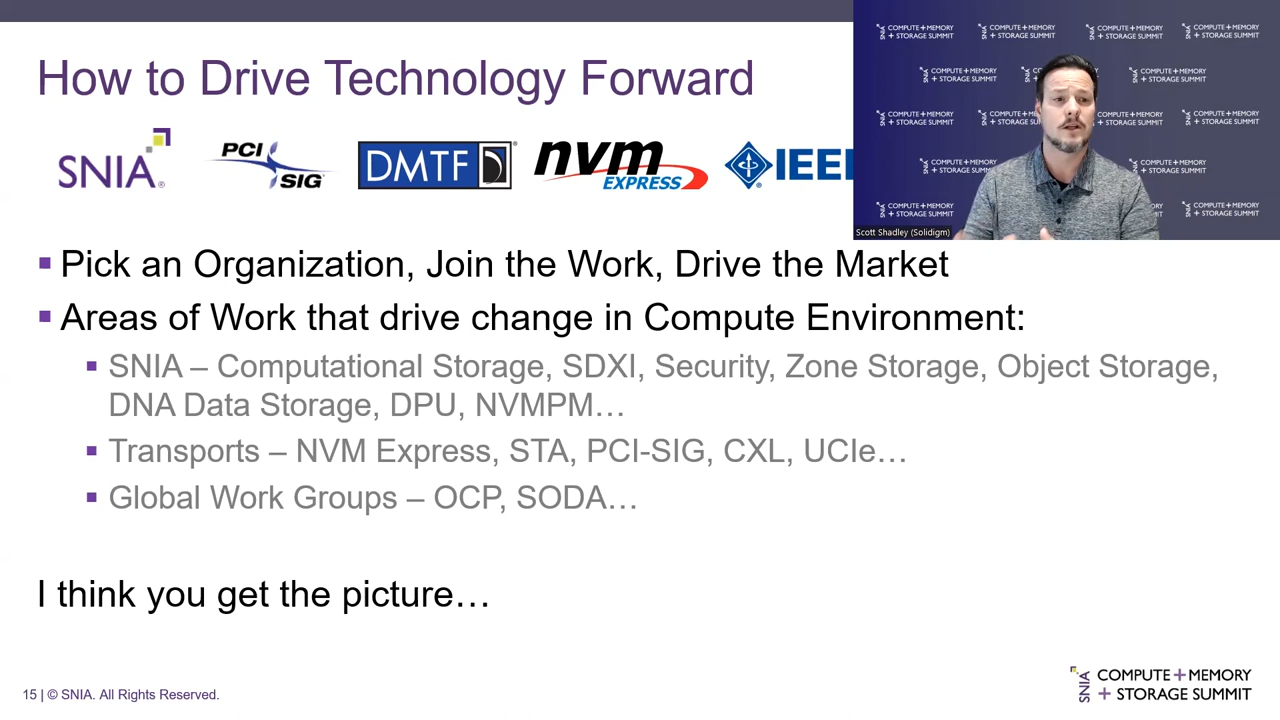 How to Drive Technology Forward
SNIA
PCI
SIG
DMTF
nvm
EXPRESS
IEEE
Pick an Organization, Join the Work, Drive the Market
Areas of Work that drive change in Compute Environment:
SNIA – Computational Storage, SDXI, Security, Zone Storage, Object Storage,
DNA Data Storage, DPU, NVMPM…
Transports – NVM Express, STA, PCI-SIG, CXL, UCIe…
Global Work Groups – OCP, SODA…
I think you get the picture…
15 | © SNIA. All Rights Reserved.
SNIA
COMPUTE+MEMORY
+ STORAGE SUMMIT
Scott Shadley (Solidigm)